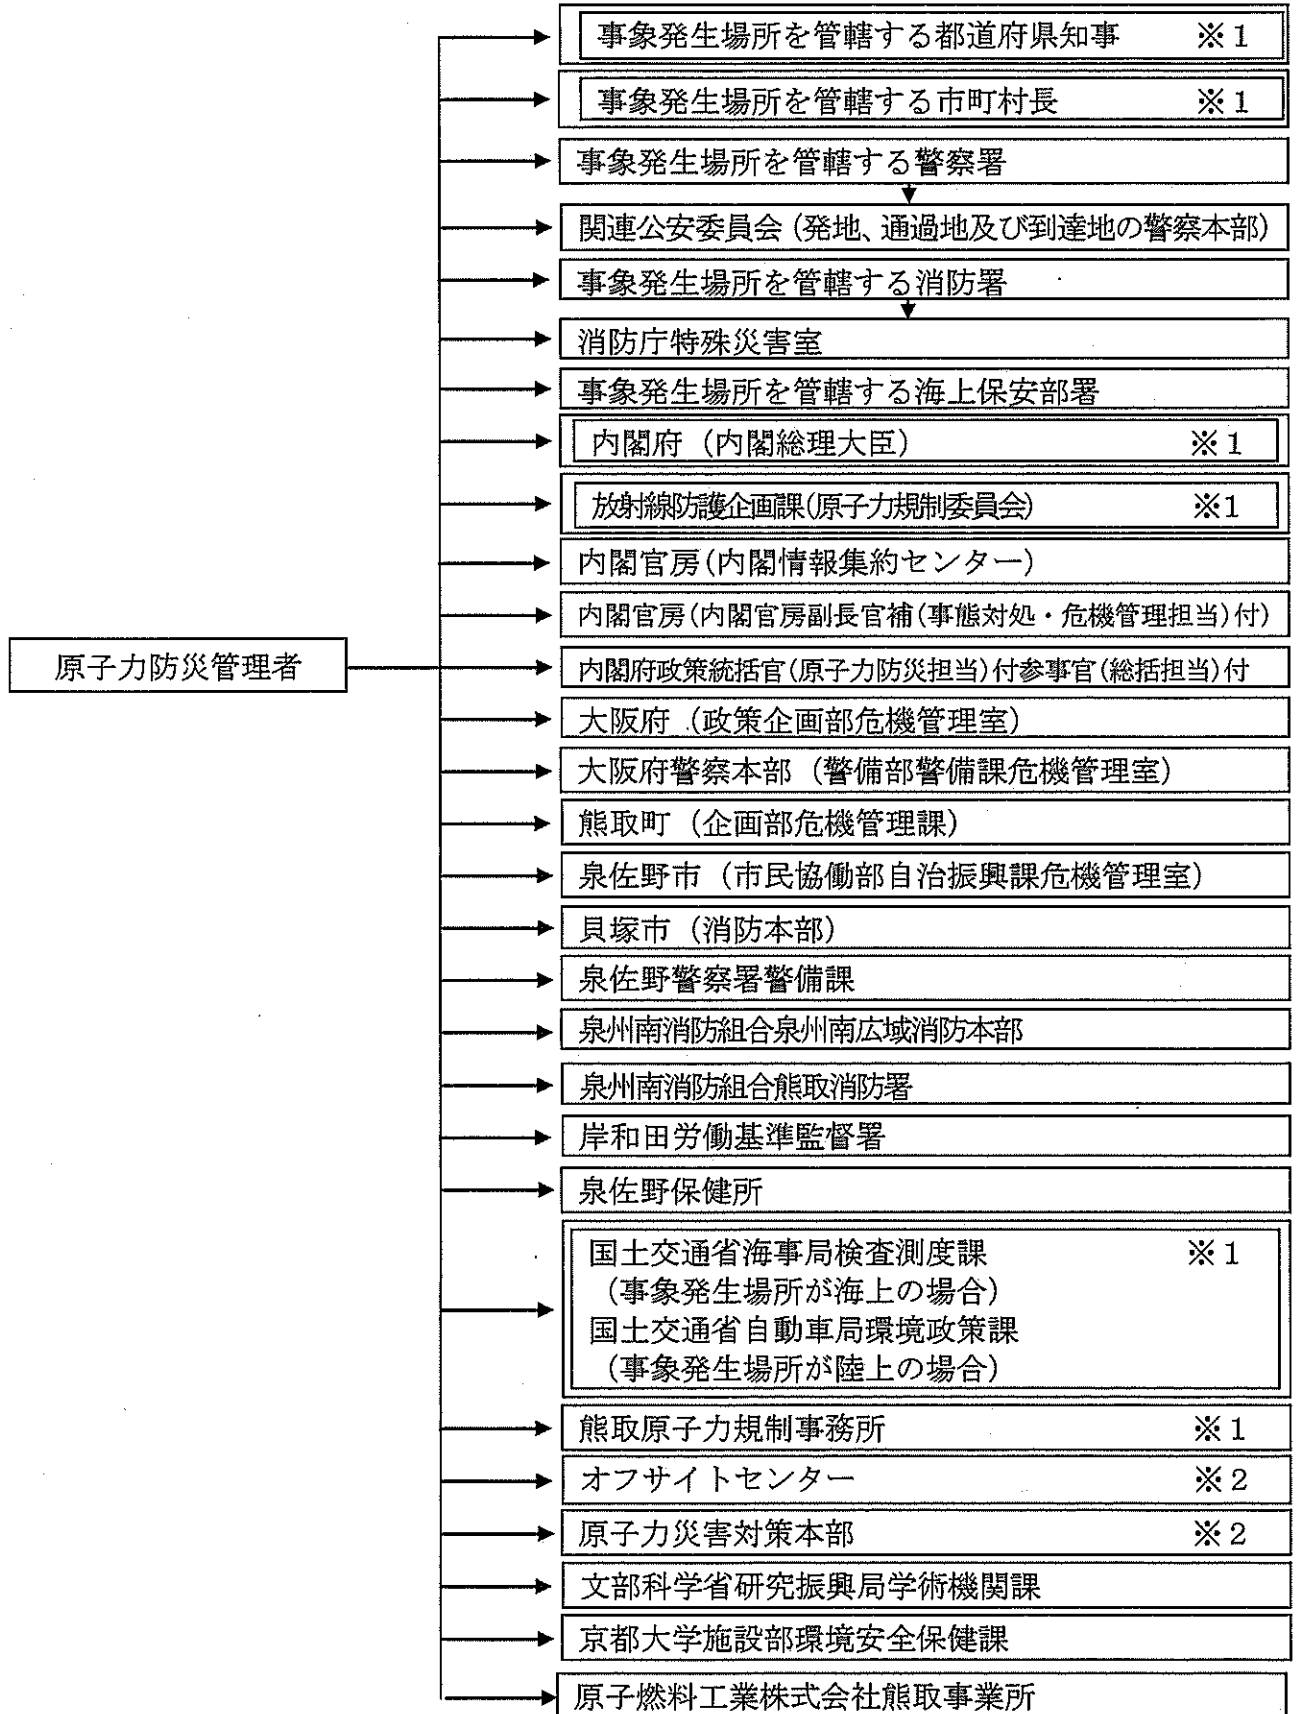 事象発生場所を管轄する都道府県知事 ※1
事象発生場所を管轄する市町村長 ※1
事象発生場所を管轄する警察署
関連公安委員会(発地、通過地及び到達地の警察本部)
事象発生場所を管轄する消防署
消防庁特殊災害室
事象発生場所を管轄する海上保安部署
内閣府(内閣総理大臣) ※1
放射線防護企画課(原子力規制委員会) ※1
内閣官房(内閣情報集約センター)
内閣官房(内閣官房副長官補(事態対処・危機管理担当)付)
原子力防災管理者
内閣府政策統括官(原子力防災担当)付参事官(総括担当)付
大阪府(政策企画部危機管理室)
大阪府警察本部(警備部警備課危機管理室)
熊取町(企画部危機管理課)
泉佐野市(市民協働部自治振興課危機管理室)
貝塚市(消防本部)
泉佐野警察署警備課
泉州南消防組合泉州南広域消防本部
泉州南消防組合熊取消防署
岸和田労働基準監督署
泉佐野保健所
国土交通省海事局検査測度課 ※1
(事象発生場所が海上の場合)
国土交通省自動車局環境政策課
(事象発生場所が陸上の場合)
熊取原子力規制事務所 ※1
オフサイトセンター ※2
原子力災害対策本部 ※2
文部科学省研究振興局学術機関課
京都大学施設部環境安全保健課
原子燃料工業株式会社熊取事業所